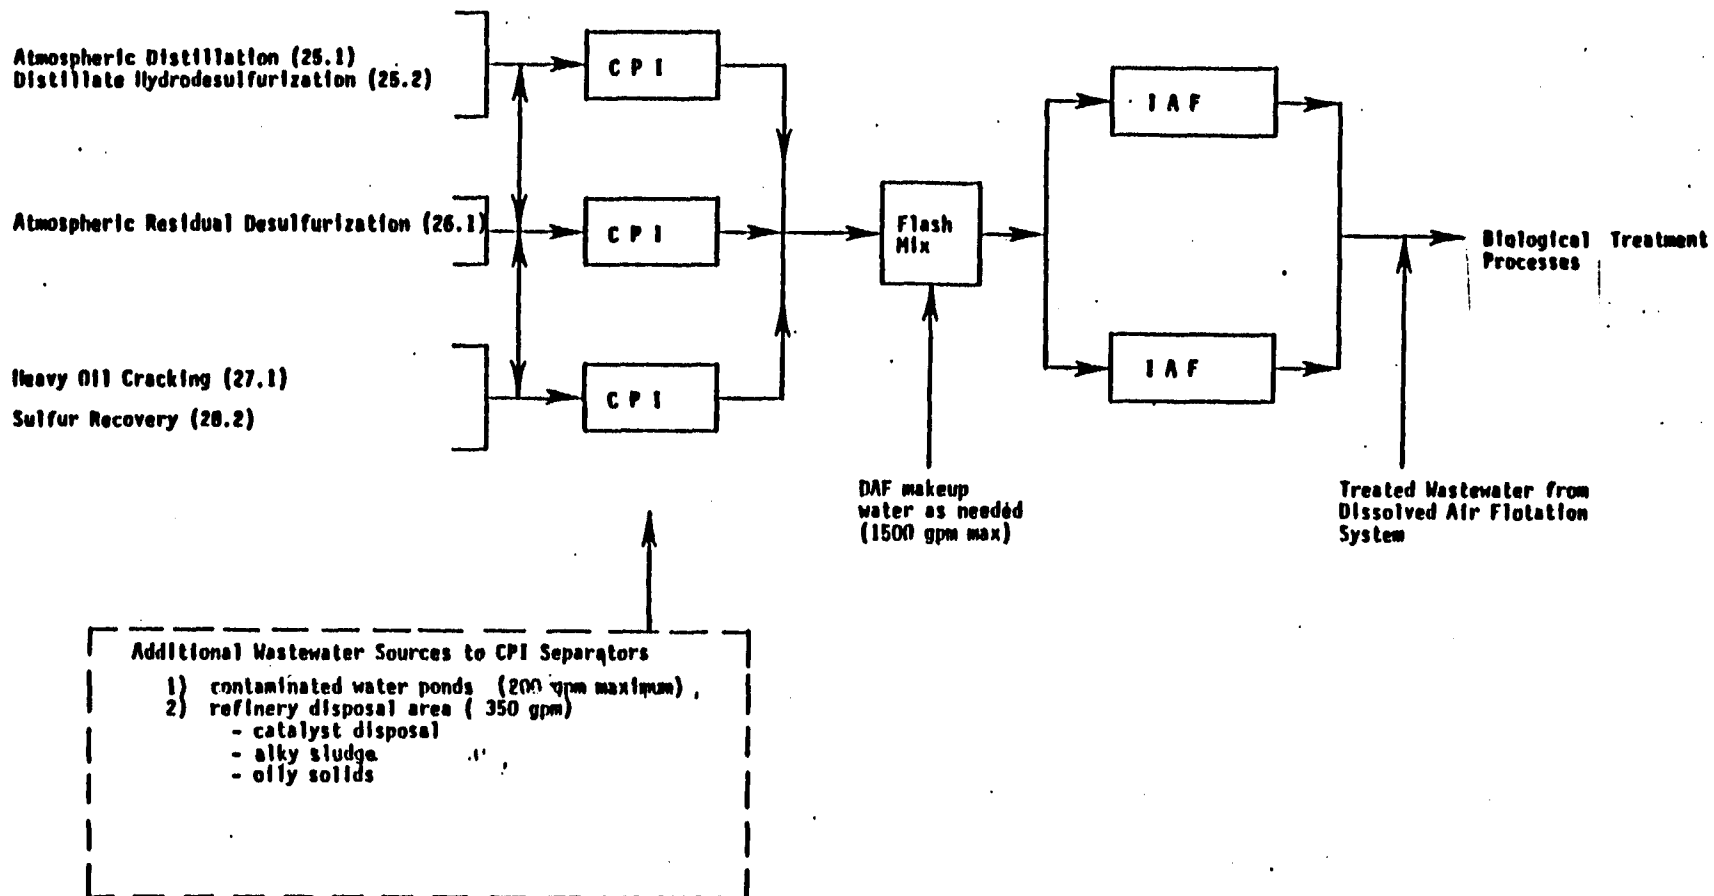 Atmospheric Distillation (25.1)
Distillate Hydrodesulfurization (25.2)
CPI
Atmospheric Residual Desulfurization (26.1)
CPI
Heavy Oil Cracking (27.1)
Sulfur Recovery (28.2)
CPI
Flash
Mix
IAF
IAF
Biological Treatment
Processes
DAF makeup
water as needed
(1500 gpm max)
Treated Wastewater from
Dissolved Air Flotation
System
Additional Wastewater Sources to CPI Separators
1) contaminated water ponds (200 gpm maximum)
2) refinery disposal area ( 350 gpm)
- catalyst disposal
- alky sludge
- oily solids